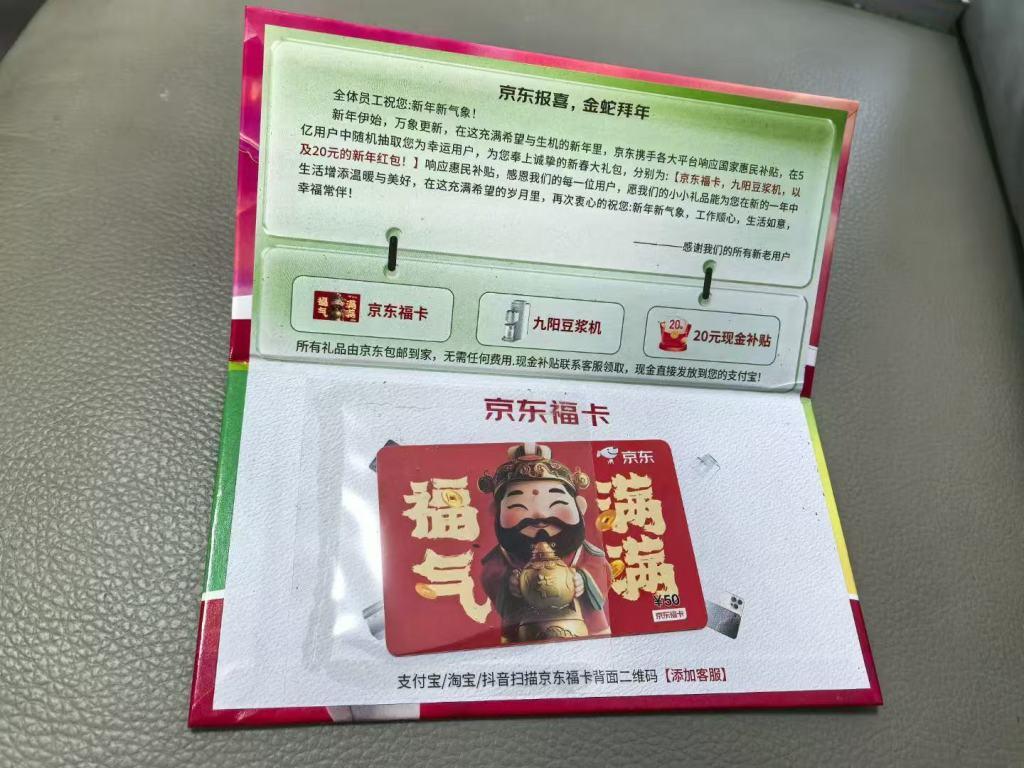 京东报喜，金蛇拜年
全体员工祝您:新年新气象！
新年伊始，万象更新，在这充满希望与生机的新年里，京东携手各大平台响应国家惠民补贴，在5
亿用户中随机抽取您为幸运用户，为您奉上诚挚的新春大礼包，分别为:【京东福卡，九阳豆浆机，以
及20元的新年红包！】响应惠民补贴，感恩我们的每一位用户，愿我们的小小礼品能为您在新的一年中
生活增添温暖与美好，在这充满希望的岁月里，再次衷心的祝您:新年新气象，工作顺心，生活如意，
幸福常伴！
————感谢我们的所有新老用户
福气 满满 京东福卡
九阳豆浆机
20 20元现金补贴
所有礼品由京东包邮到家，无需任何费用.现金补贴联系客服领取，现金直接发放到您的支付宝！
京东福卡
京东
福气
满满
¥50
京东福卡
支付宝/淘宝/抖音扫描京东福卡背面二维码【添加客服】